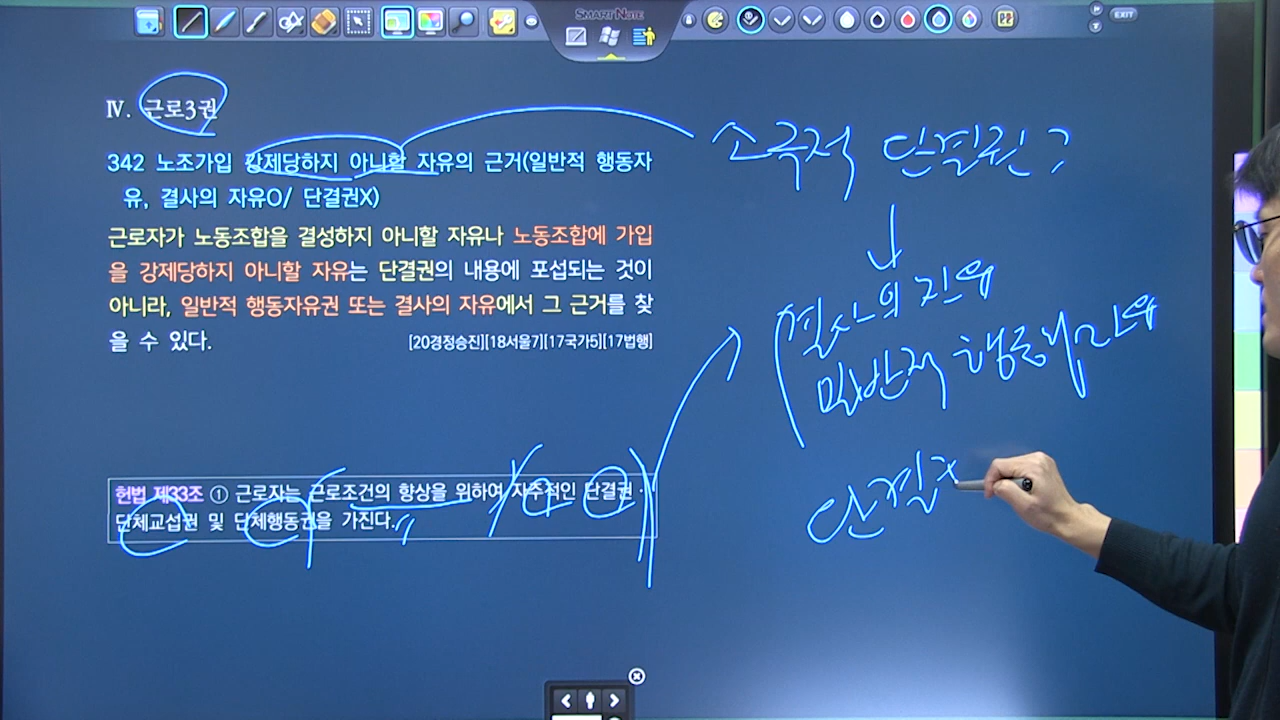 SMART NOTE
EXIT
Ⅳ. 근로3권
342 노조가입 강제당하지 아니할 자유의 근거(일반적 행동자
유, 결사의 자유O/ 단결권X)
근로자가 노동조합을 결성하지 아니할 자유나 노동조합에 가입
을 강제당하지 아니할 자유는 단결권의 내용에 포섭되는 것이
아니라, 일반적 행동자유권 또는 결사의 자유에서 그 근거를 찾
을 수 있다.
[20경정승진][18서울7][17국가5][17법행]
헌법 제33조 ① 근로자는 근로조건의 향상을 위하여 자주적인 단결권 ·
단체교섭권 및 단체행동권을 가진다.
소극적 단결권?
결사의 자유
일반적 행동자유
단결